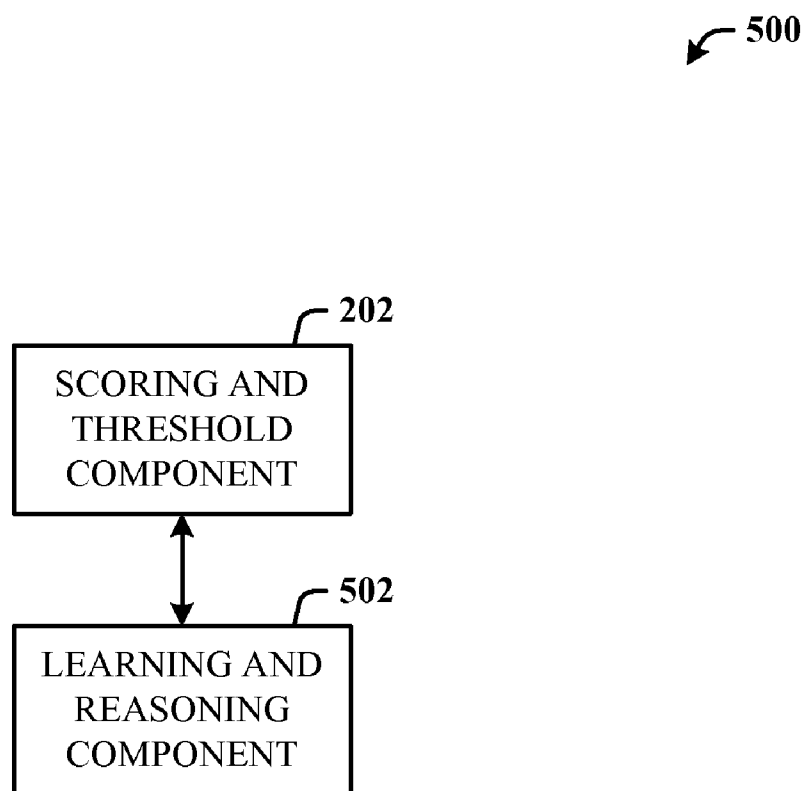 500
202
SCORING AND
THRESHOLD
COMPONENT
502
LEARNING AND
REASONING
COMPONENT